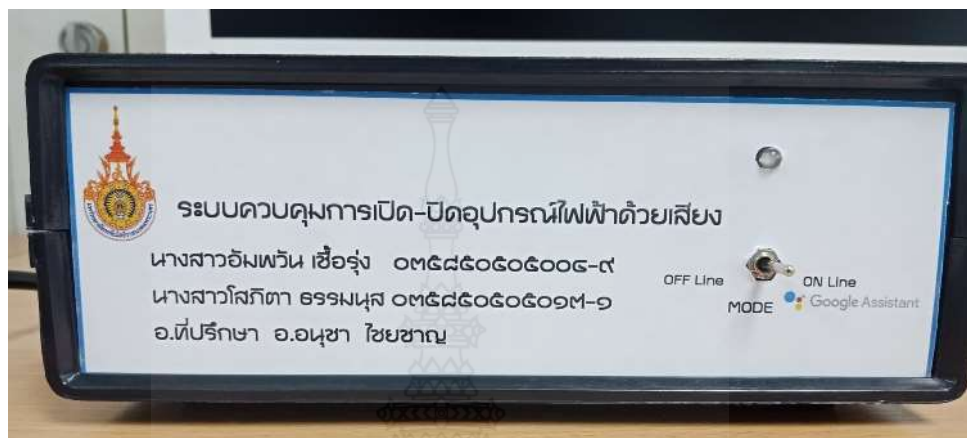 ระบบควบคุมการเปิด-ปิดอุปกรณ์ไฟฟ้าด้วยเสียง
นางสาวอัมพวัน เชื้อรุ่ง ๐๓๕๘๕๐๕๐๕๐๐๔-๙
นางสาวโสภิตา ธรรมนุส ๐๓๕๘๕๐๕๐๕๐๑๗-๑
อ.ที่ปรึกษา อ.อนุชา ไชยชาญ
OFF Line
ON Line
MODE
Google Assistant